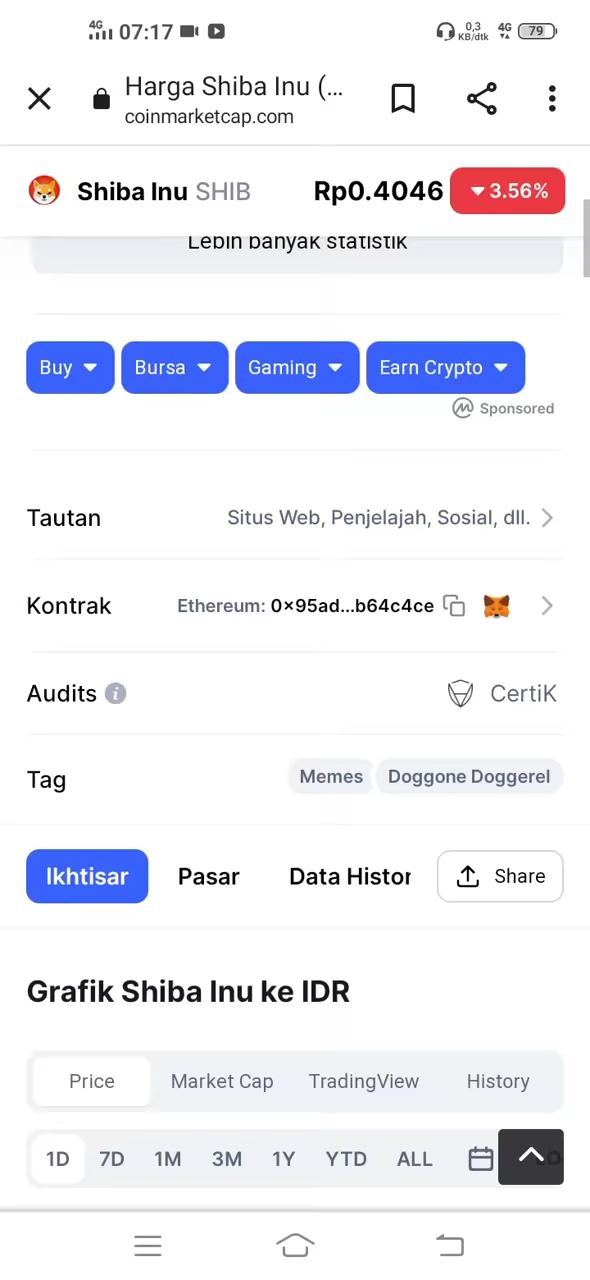 4G 07:17 0,3 KB/dtk 4G 79
Harga Shiba Inu (...
coinmarketcap.com
Shiba Inu SHIB Rp0.4046 3.56%
Lebih banyak statistik
Buy Bursa Gaming Earn Crypto
Sponsored
Tautan Situs Web, Penjelajah, Sosial, dll.
Kontrak Ethereum: 0x95ad...b64c4ce
Audits CertiK
Tag Memes Doggone Doggerel
Ikhtisar Pasar Data Histor Share
Grafik Shiba Inu ke IDR
Price Market Cap TradingView History
1D 7D 1M 3M 1Y YTD ALL